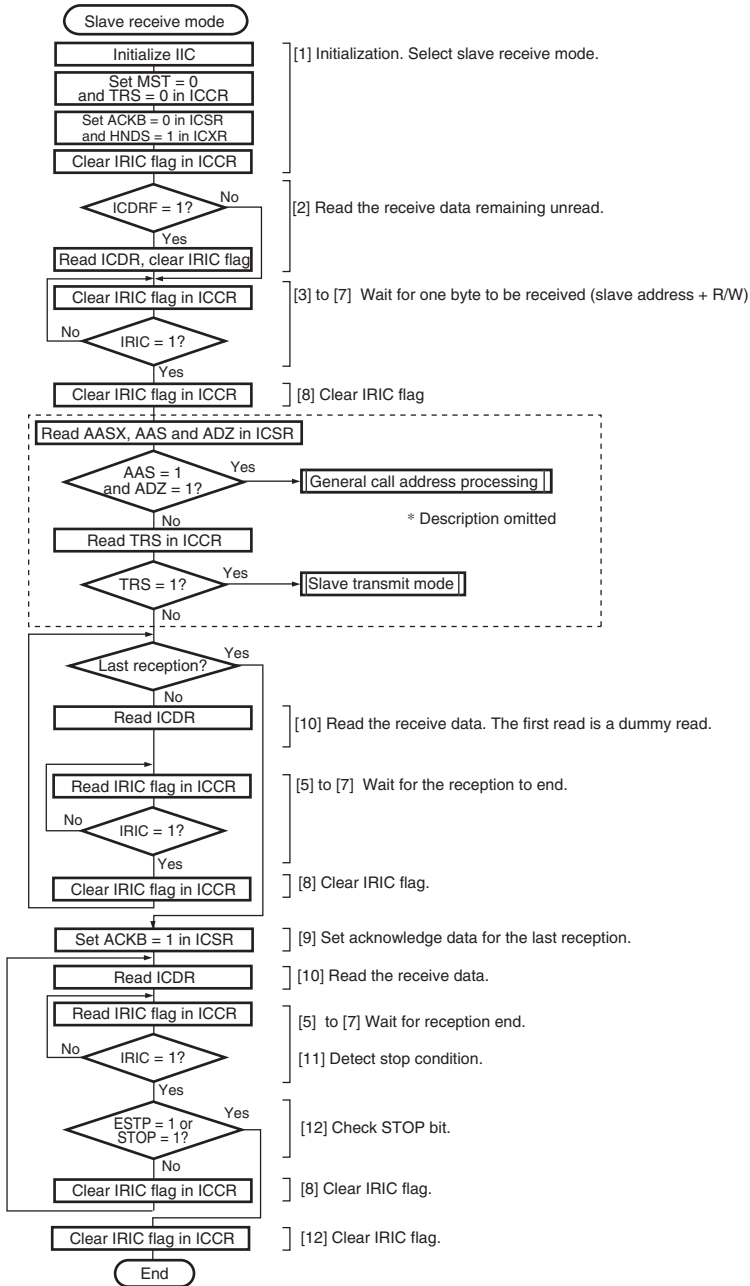 Slave receive mode
Initialize IIC
[1] Initialization. Select slave receive mode.
Set MST = 0
and TRS = 0 in ICCR
Set ACKB = 0 in ICSR
and HNDS = 1 in ICXR
Clear IRIC flag in ICCR
ICDRF = 1?
No
[2] Read the receive data remaining unread.
Yes
Read ICDR, clear IRIC flag
Clear IRIC flag in ICCR
[3] to [7] Wait for one byte to be received (slave address + R/W)
No
IRIC = 1?
Yes
Clear IRIC flag in ICCR
[8] Clear IRIC flag
Read AASX, AAS and ADZ in ICSR
AAS = 1
and ADZ = 1?
Yes
General call address processing
No
* Description omitted
Read TRS in ICCR
TRS = 1?
Yes
Slave transmit mode
No
Last reception?
Yes
No
Read ICDR
[10] Read the receive data. The first read is a dummy read.
Read IRIC flag in ICCR
[5] to [7] Wait for the reception to end.
No
IRIC = 1?
Yes
Clear IRIC flag in ICCR
[8] Clear IRIC flag.
Set ACKB = 1 in ICSR
[9] Set acknowledge data for the last reception.
Read ICDR
[10] Read the receive data.
Read IRIC flag in ICCR
[5] to [7] Wait for reception end.
No
IRIC = 1?
[11] Detect stop condition.
Yes
ESTP = 1 or
STOP = 1?
Yes
[12] Check STOP bit.
No
Clear IRIC flag in ICCR
[8] Clear IRIC flag.
Clear IRIC flag in ICCR
[12] Clear IRIC flag.
End